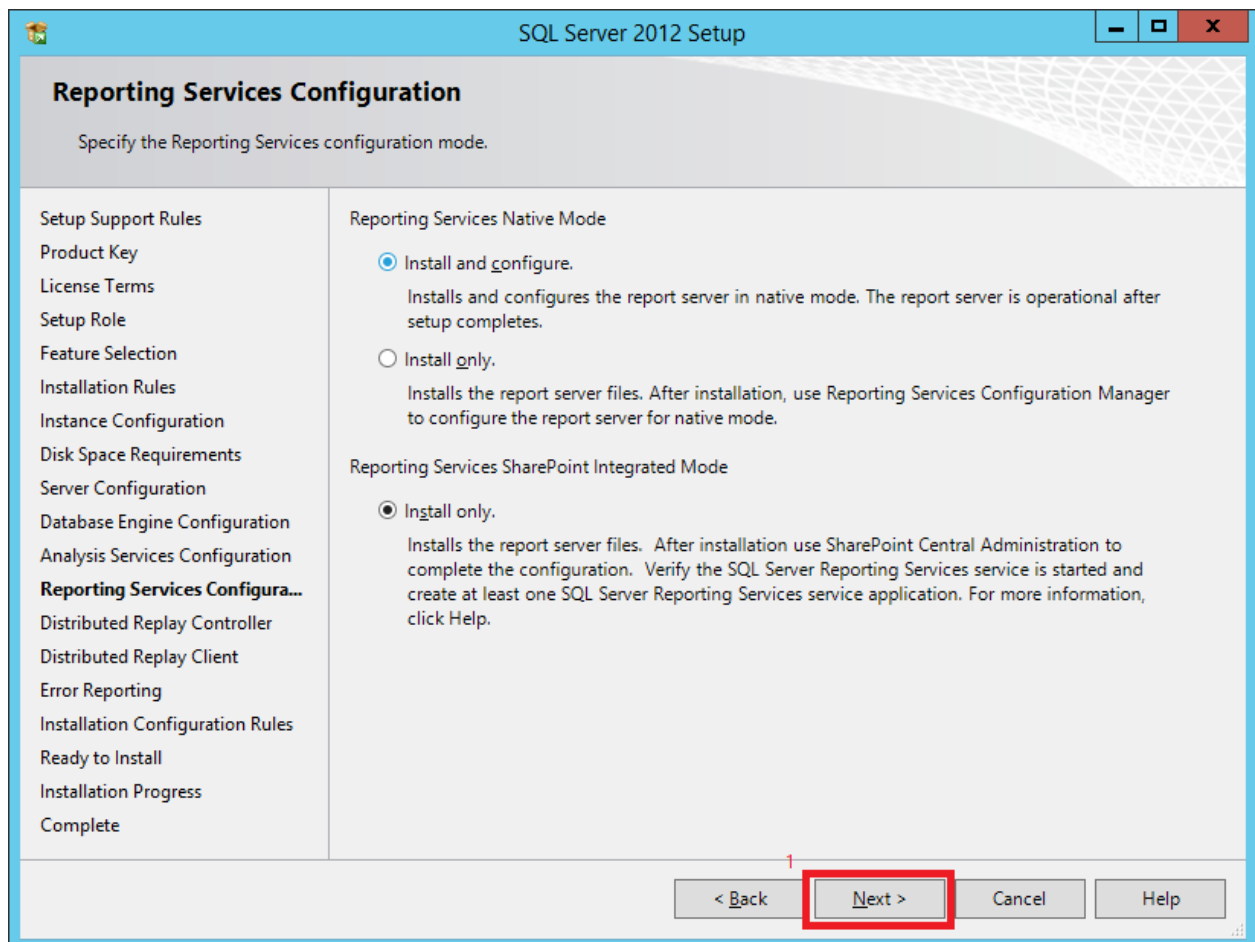 SQL Server 2012 Setup
Reporting Services Configuration
Specify the Reporting Services configuration mode.
Setup Support Rules
Product Key
License Terms
Setup Role
Feature Selection
Installation Rules
Instance Configuration
Disk Space Requirements
Server Configuration
Database Engine Configuration
Analysis Services Configuration
Reporting Services Configura...
Distributed Replay Controller
Distributed Replay Client
Error Reporting
Installation Configuration Rules
Ready to Install
Installation Progress
Complete
Reporting Services Native Mode
Install and configure.
Installs and configures the report server in native mode. The report server is operational after
setup completes.
Install only.
Installs the report server files. After installation, use Reporting Services Configuration Manager
to configure the report server for native mode.
Reporting Services SharePoint Integrated Mode
Install only.
Installs the report server files.  After installation use SharePoint Central Administration to
complete the configuration.  Verify the SQL Server Reporting Services service is started and
create at least one SQL Server Reporting Services service application. For more information,
click Help.
1
< Back
Next >
Cancel
Help